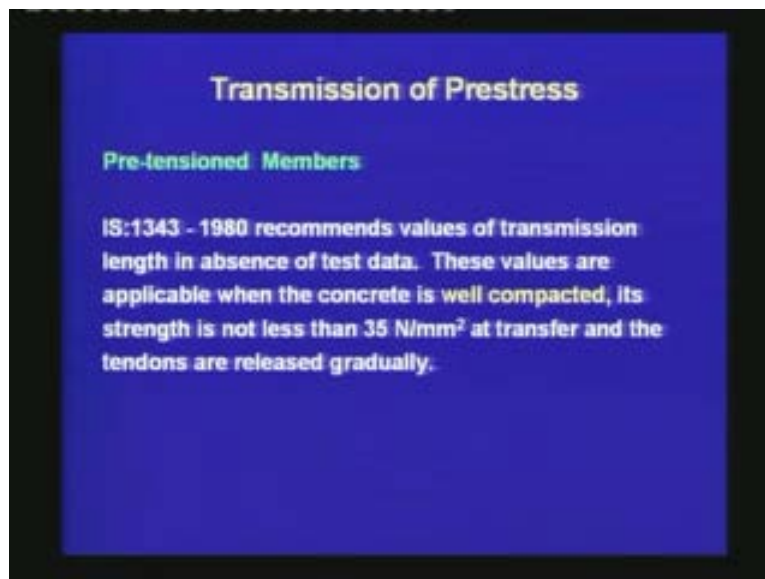 Transmission of Prestress
Pre-tensioned Members
IS:1343 - 1980 recommends values of transmission
length in absence of test data. These values are
applicable when the concrete is well compacted, its
strength is not less than 35 N/mm² at transfer and the
tendons are released gradually.